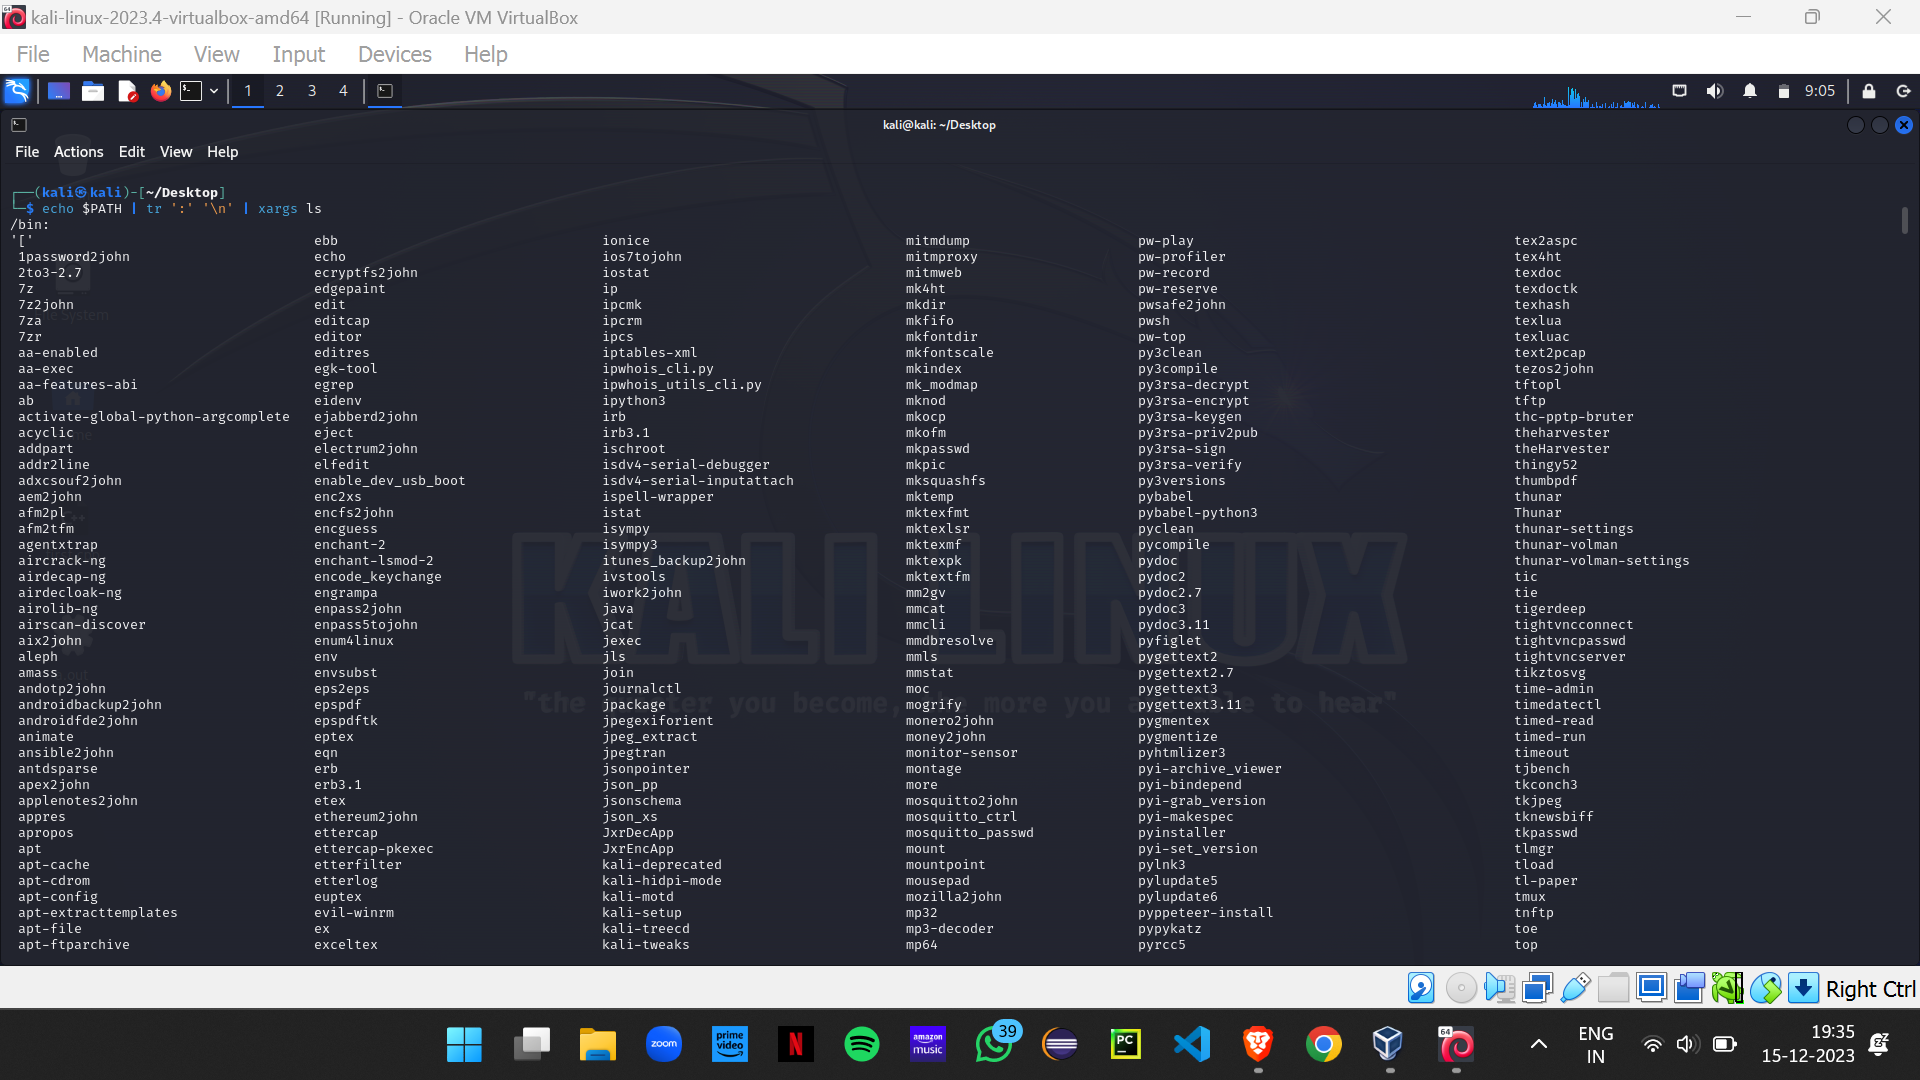 kali-linux-2023.4-virtualbox-amd64 [Running] - Oracle VM VirtualBox
File Machine View Input Devices Help
1 2 3 4 9:05
kali@kali: ~/Desktop
File Actions Edit View Help
┌──(kali㉿kali)-[~/Desktop]
└─$ echo $PATH | tr ':' '\n' | xargs ls
/bin:
'[' ebb ionice mitmdump pw-play tex2aspc
1password2john echo ios7tojohn mitmproxy pw-profiler tex4ht
2to3-2.7 ecryptfs2john iostat mitmweb pw-record texdoc
7z edgepaint ip mk4ht pw-reserve texdoctk
7z2john edit ipcmk mkdir pwsafe2john texhash
7za editcap ipcrm mkfifo pwsh texlua
7zr editor ipcs mkfontdir pw-top texluac
aa-enabled editres iptables-xml mkfontscale py3clean text2pcap
aa-exec egk-tool ipwhois_cli.py mkindex py3compile tezos2john
aa-features-abi egrep ipwhois_utils_cli.py mk_modmap py3rsa-decrypt tftopl
ab eidenv ipython3 mknod py3rsa-encrypt tftp
activate-global-python-argcomplete ejabberd2john irb mkocp py3rsa-keygen thc-pptp-bruter
acyclic eject irb3.1 mkofm py3rsa-priv2pub theharvester
addpart electrum2john ischroot mkpasswd py3rsa-sign theHarvester
addr2line elfedit isdv4-serial-debugger mkpic py3rsa-verify thingy52
adxcsouf2john enable_dev_usb_boot isdv4-serial-inputattach mksquashfs py3versions thumbpdf
aem2john enc2xs ispell-wrapper mktemp pybabel thunar
afm2pl encfs2john istat mktexfmt pybabel-python3 Thunar
afm2tfm encguess isympy mktexlsr pyclean thunar-settings
agentxtrap enchant-2 isympy3 mktexmf pycompile thunar-volman
aircrack-ng enchant-lsmod-2 itunes_backup2john mktexpk pydoc thunar-volman-settings
airdecap-ng encode_keychange ivstools mktextfm pydoc2 tic
airdecloak-ng engrampa iwork2john mm2gv pydoc2.7 tie
airolib-ng enpass2john java mmcat pydoc3 tigerdeep
airscan-discover enpass5tojohn jcat mmcli pydoc3.11 tightvncconnect
aix2john enum4linux jexec mmdbresolve pyfiglet tightvncpasswd
aleph env jls mmls pygettext2 tightvncserver
amass envsubst join mmstat pygettext2.7 tikztosvg
andotp2john eps2eps journalctl moc pygettext3 time-admin
androidbackup2john epspdf jpackage mogrify pygettext3.11 timedatectl
androidfde2john epspdftk jpegexiforient monero2john pygmentex timed-read
animate eptex jpeg_extract money2john pygmentize timed-run
ansible2john eqn jpegtran monitor-sensor pyhtmlizer3 timeout
antdsparse erb jsonpointer montage pyi-archive_viewer tjbench
apex2john erb3.1 json_pp more pyi-bindepend tkconch3
applenotes2john etex jsonschema mosquitto2john pyi-grab_version tkjpeg
appres ethereum2john json_xs mosquitto_ctrl pyi-makespec tknewsbiff
apropos ettercap JxrDecApp mosquitto_passwd pyinstaller tkpasswd
apt ettercap-pkexec JxrEncApp mount pyi-set_version tlmgr
apt-cache etterfilter kali-deprecated mountpoint pylnk3 tload
apt-cdrom etterlog kali-hidpi-mode mousepad pylupdate5 tl-paper
apt-config euptex kali-motd mozilla2john pylupdate6 tmux
apt-extracttemplates evil-winrm kali-setup mp32 pyppeteer-install tnftp
apt-file ex kali-treecd mp3-decoder pypykatz toe
apt-ftparchive exceltex kali-tweaks mp64 pyrcc5 top
KALI LINUX
"the you become, the more you are able to hear"
System
Right Ctrl
zoom prime video N amazon music 39 PC 64 ENG IN 19:35
15-12-2023